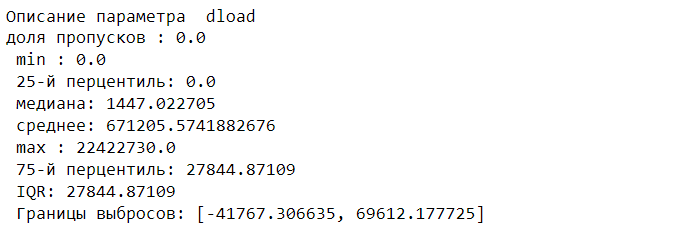 Описание параметра  dload
доля пропусков : 0.0
 min : 0.0
 25-й перцентиль: 0.0
 медиана: 1447.022705
 среднее: 671205.5741882676
 max : 22422730.0
 75-й перцентиль: 27844.87109
 IQR: 27844.87109
 Границы выбросов: [-41767.306635, 69612.177725]